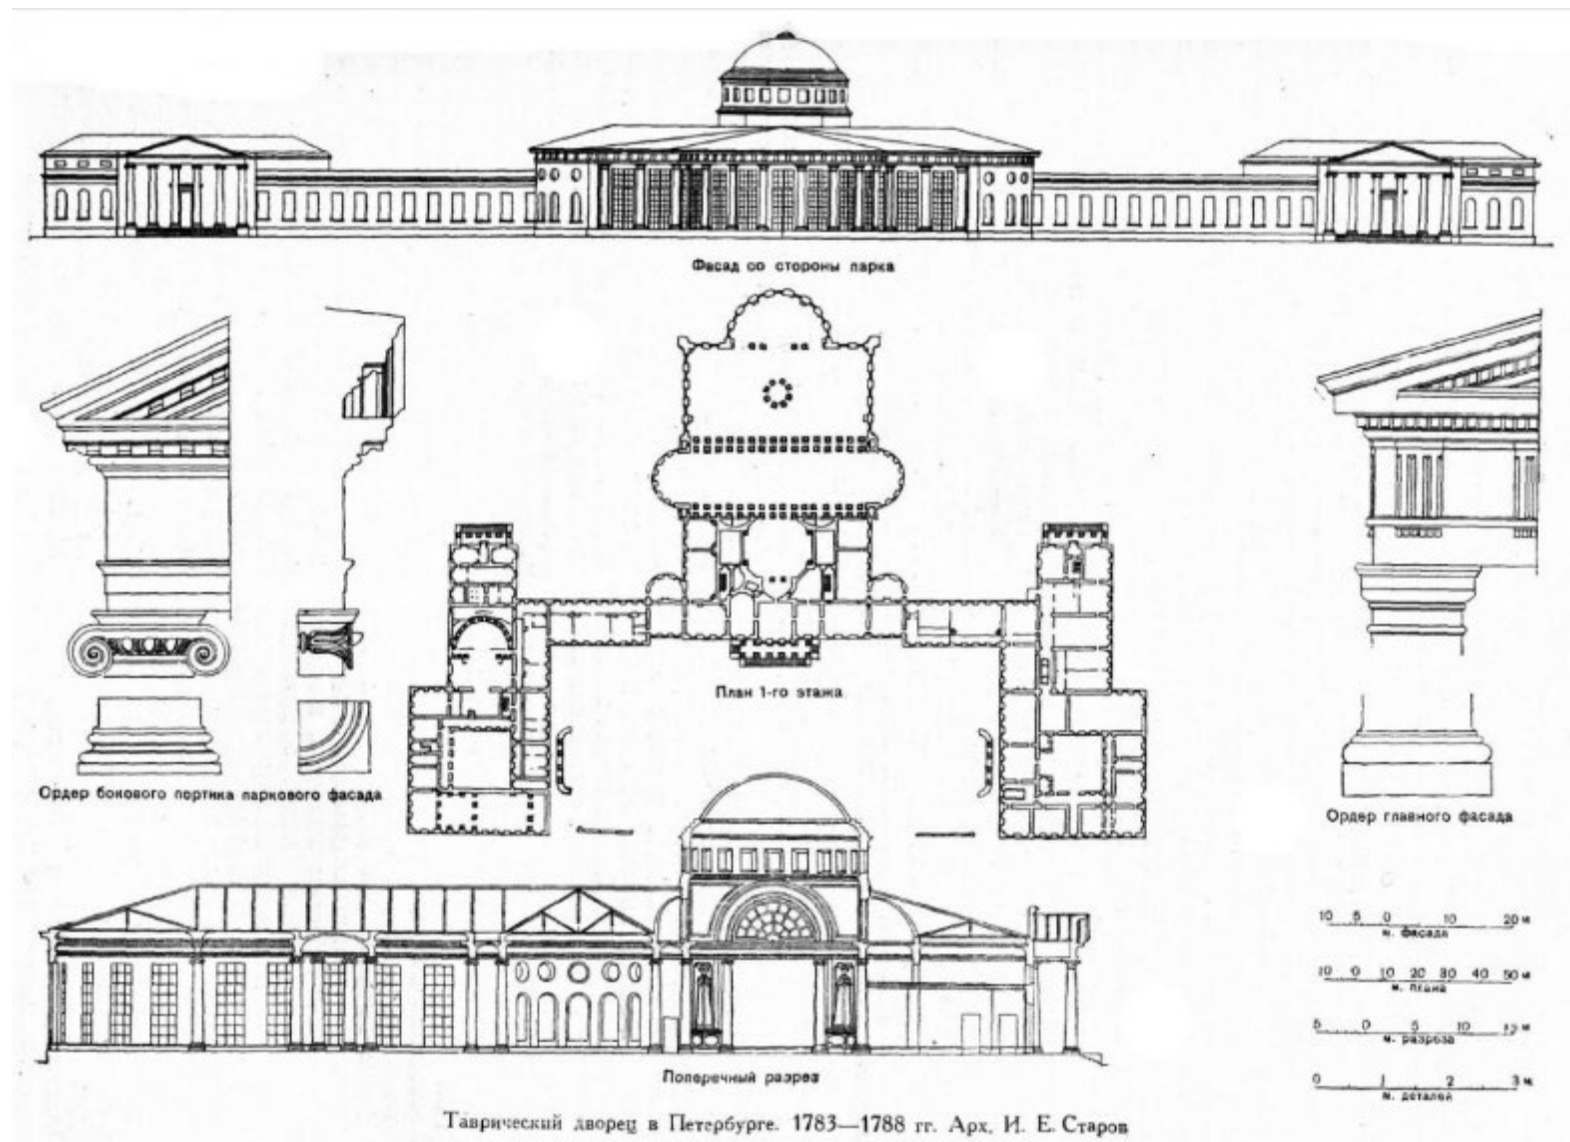 Фасад со стороны парка
План 1-го этажа
Ордер бокового портика паркового фасада
Ордер главного фасада
10 5 0 10 20 м
м. фасада
10 0 10 20 30 40 50 м
м. плана
5 0 5 10 15 м
м. разреза
0 1 2 3 м
м. деталей
Поперечный разрез
Таврический дворец в Петербурге. 1783—1788 гг. Арх. И. Е. Старов